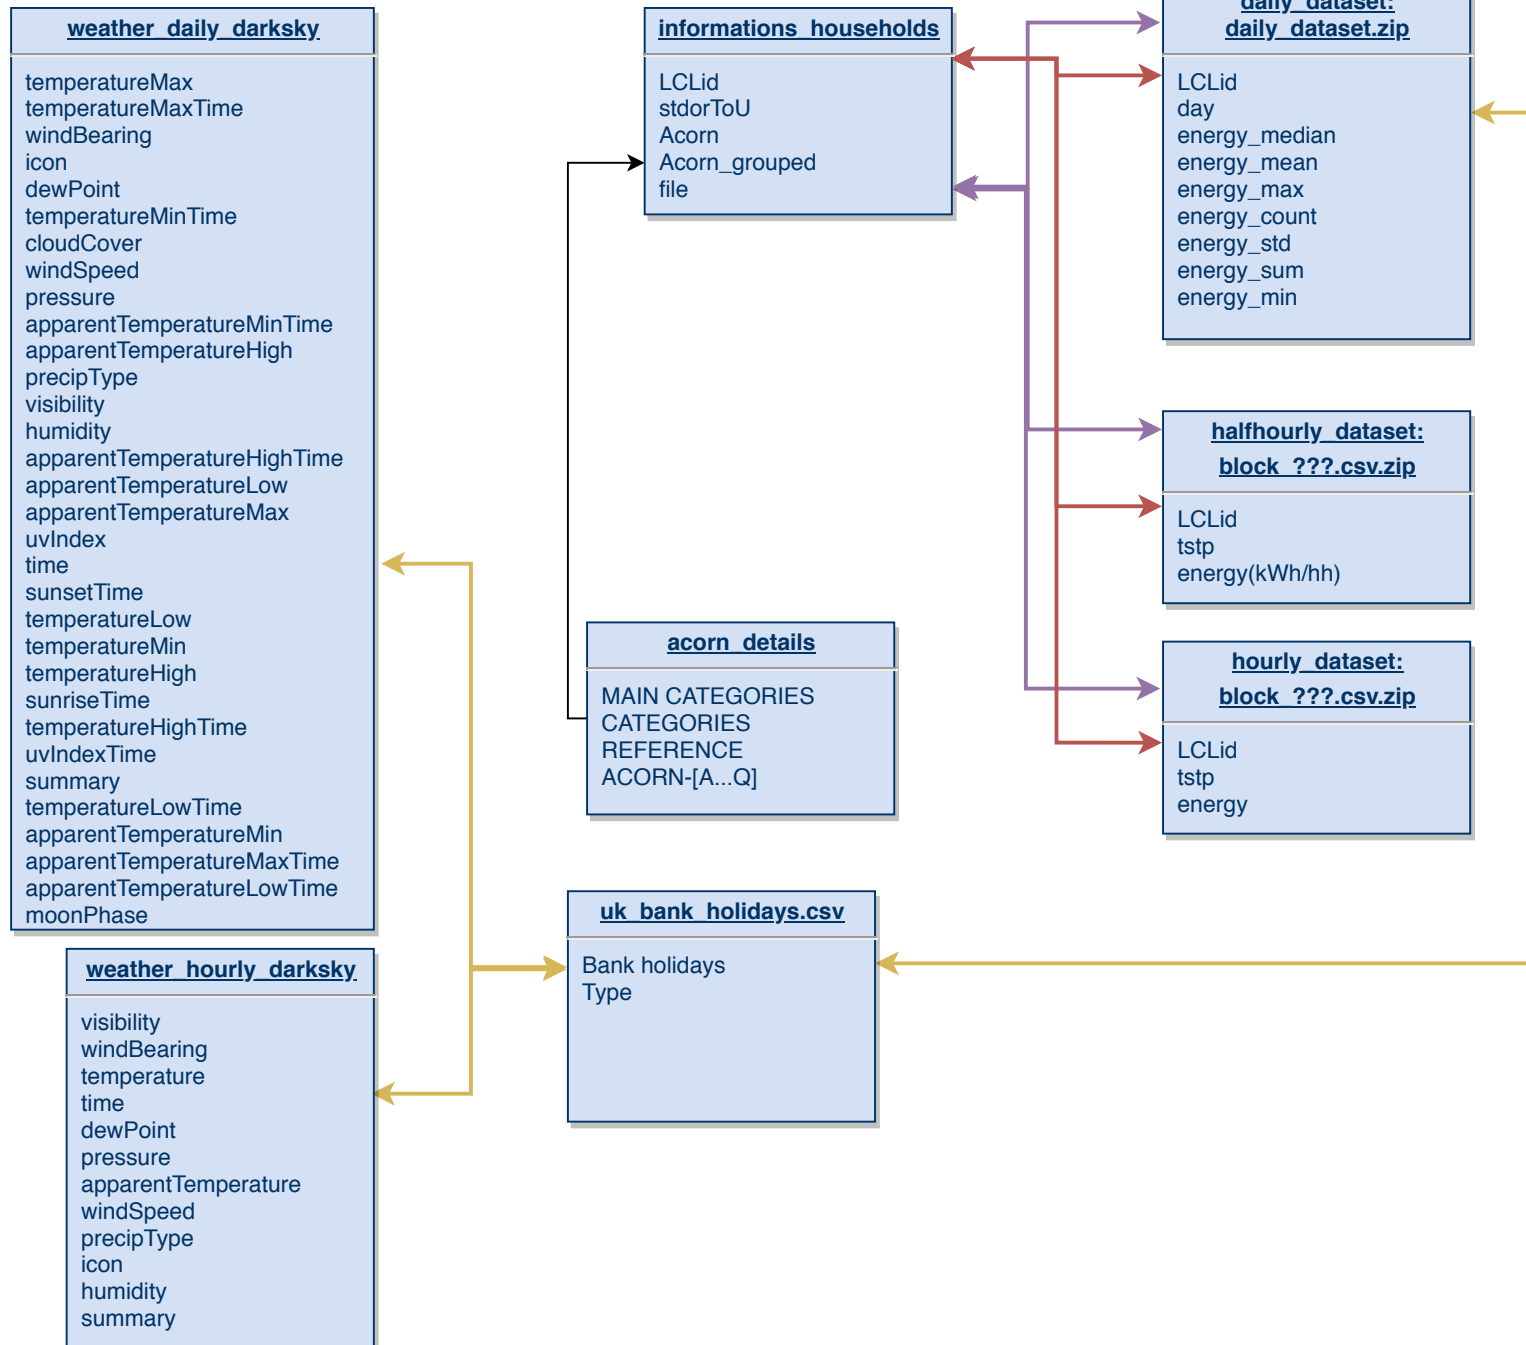 weather_daily_darksky
temperatureMax
temperatureMaxTime
windBearing
icon
dewPoint
temperatureMinTime
cloudCover
windSpeed
pressure
apparentTemperatureMinTime
apparentTemperatureHigh
precipType
visibility
humidity
apparentTemperatureHighTime
apparentTemperatureLow
apparentTemperatureMax
uvIndex
time
sunsetTime
temperatureLow
temperatureMin
temperatureHigh
sunriseTime
temperatureHighTime
uvIndexTime
summary
temperatureLowTime
apparentTemperatureMin
apparentTemperatureMaxTime
apparentTemperatureLowTime
moonPhase
weather_hourly_darksky
visibility
windBearing
temperature
time
dewPoint
pressure
apparentTemperature
windSpeed
precipType
icon
humidity
summary
informations_households
LCLid
stdorToU
Acorn
Acorn_grouped
file
acorn_details
MAIN CATEGORIES
CATEGORIES
REFERENCE
ACORN-[A...Q]
uk_bank_holidays.csv
Bank holidays
Type
daily_dataset:
daily_dataset.zip
LCLid
day
energy_median
energy_mean
energy_max
energy_count
energy_std
energy_sum
energy_min
halfhourly_dataset:
block_???.csv.zip
LCLid
tstp
energy(kWh/hh)
hourly_dataset:
block_???.csv.zip
LCLid
tstp
energy